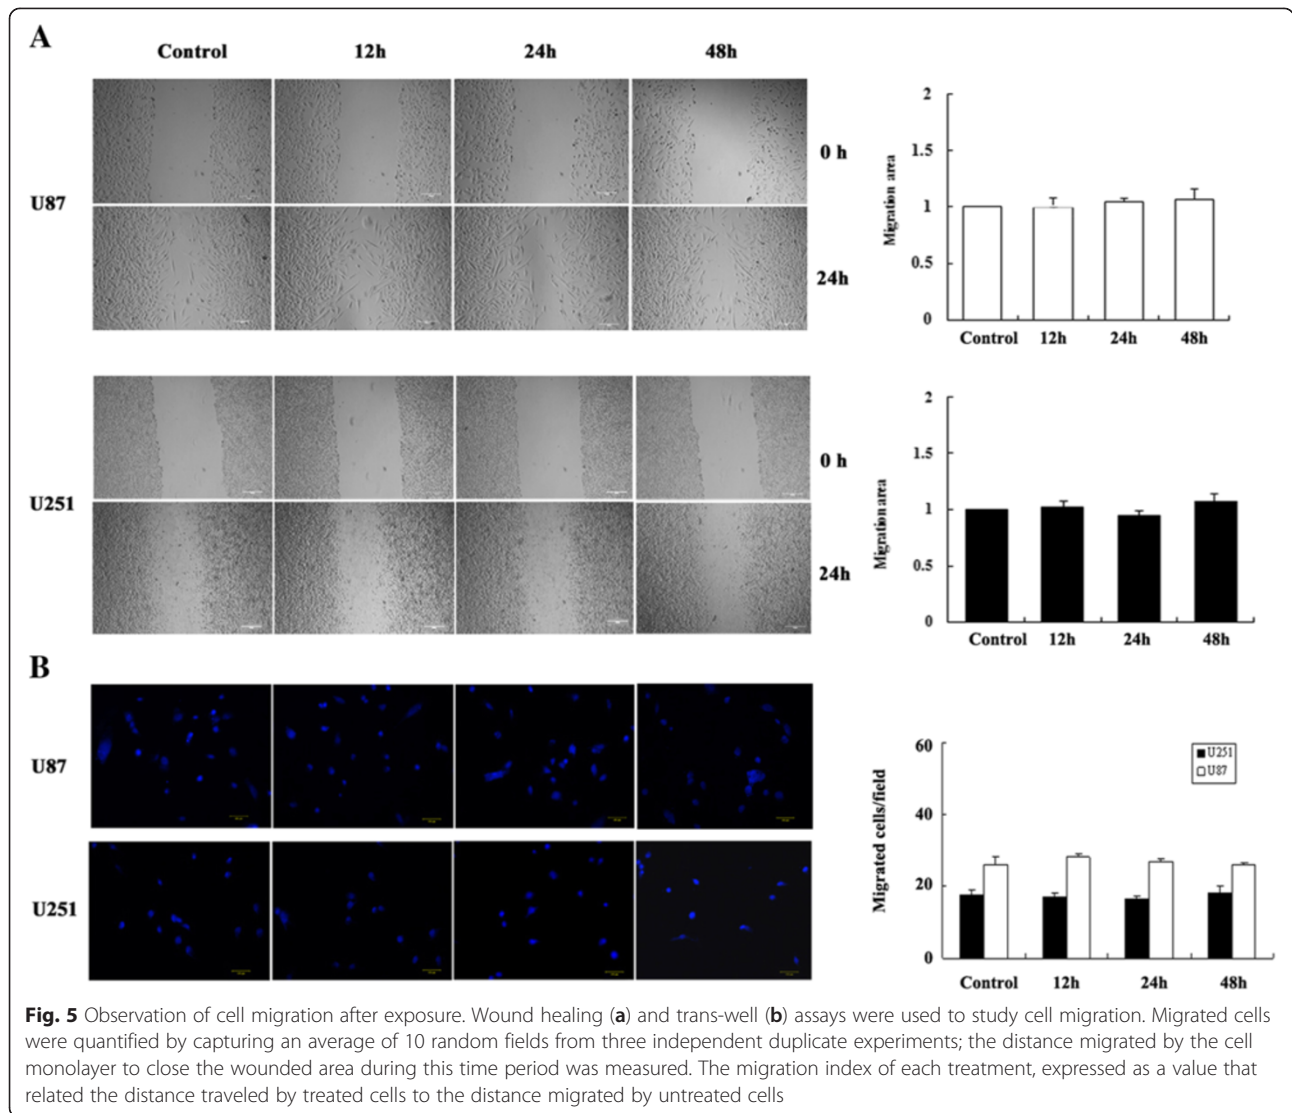 A
Control 12h 24h 48h
U87
0 h
24h
2
1.5
1
0.5
0
Migration area
Control 12h 24h 48h
U251
0 h
24h
2
1.5
1
0.5
0
Migration area
Control 12h 24h 48h
B
U87
U251
60
40
20
0
Migrated cells/field
U251
U87
Control 12h 24h 48h
Fig. 5 Observation of cell migration after exposure. Wound healing (a) and trans-well (b) assays were used to study cell migration. Migrated cells
were quantified by capturing an average of 10 random fields from three independent duplicate experiments; the distance migrated by the cell
monolayer to close the wounded area during this time period was measured. The migration index of each treatment, expressed as a value that
related the distance traveled by treated cells to the distance migrated by untreated cells